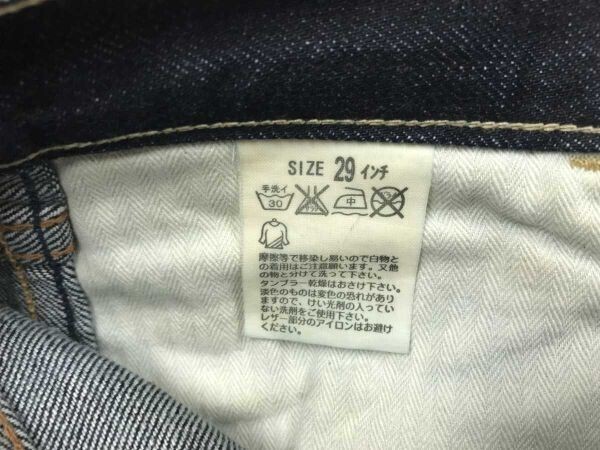 SIZE 29 インチ
手洗イ
30
中
摩擦等で移染し易いので白物と
の着用はご注意願います。又他
の物と分けて洗って下さい。
タンブラー乾燥はおさけ下さい。
淡色のものは変色の恐れがあり
ますので、けい光剤の入ってい
ない洗剤をご使用下さい。
レザー部分のアイロンはお避け
ください。